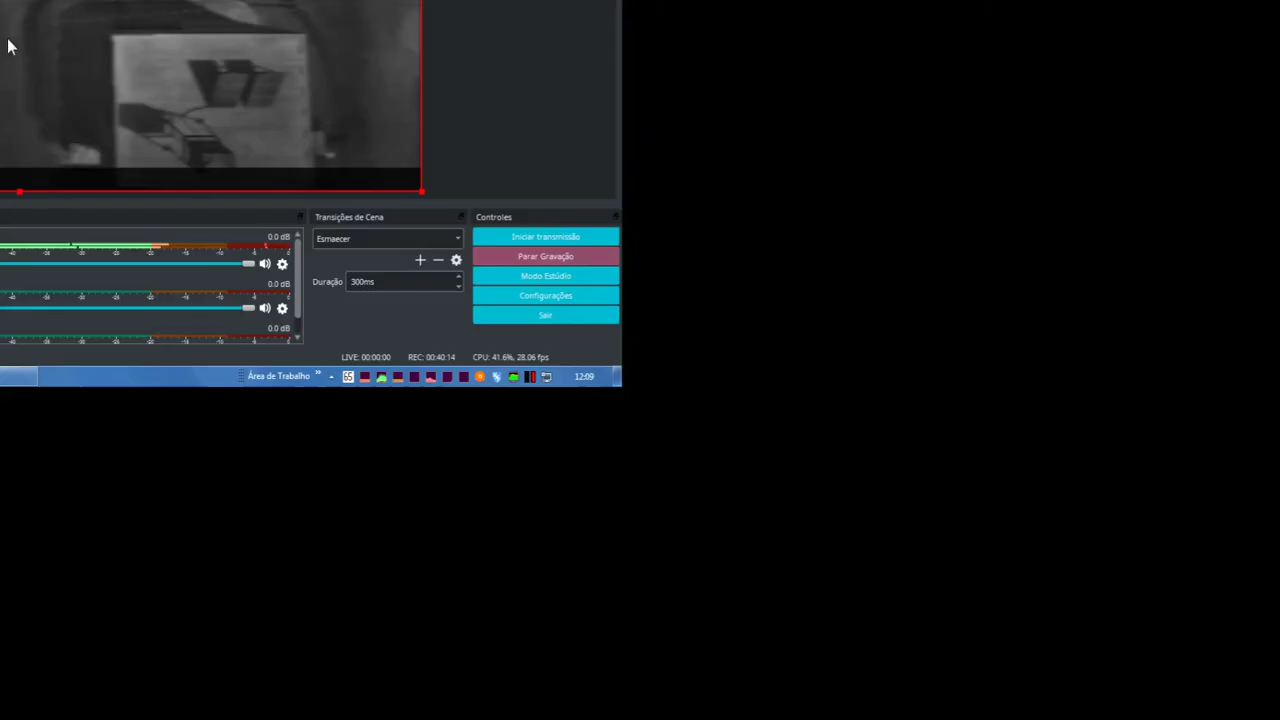 Transições de Cena
Controles
0.0 dB
Esmaecer
Iniciar transmissão
Parar Gravação
Modo Estúdio
Duração
300ms
0.0 dB
Configurações
Sair
0.0 dB
LIVE: 00:00:00
REC: 00:40:14
CPU: 41.6%, 28.06 fps
Área de Trabalho
65
12:09